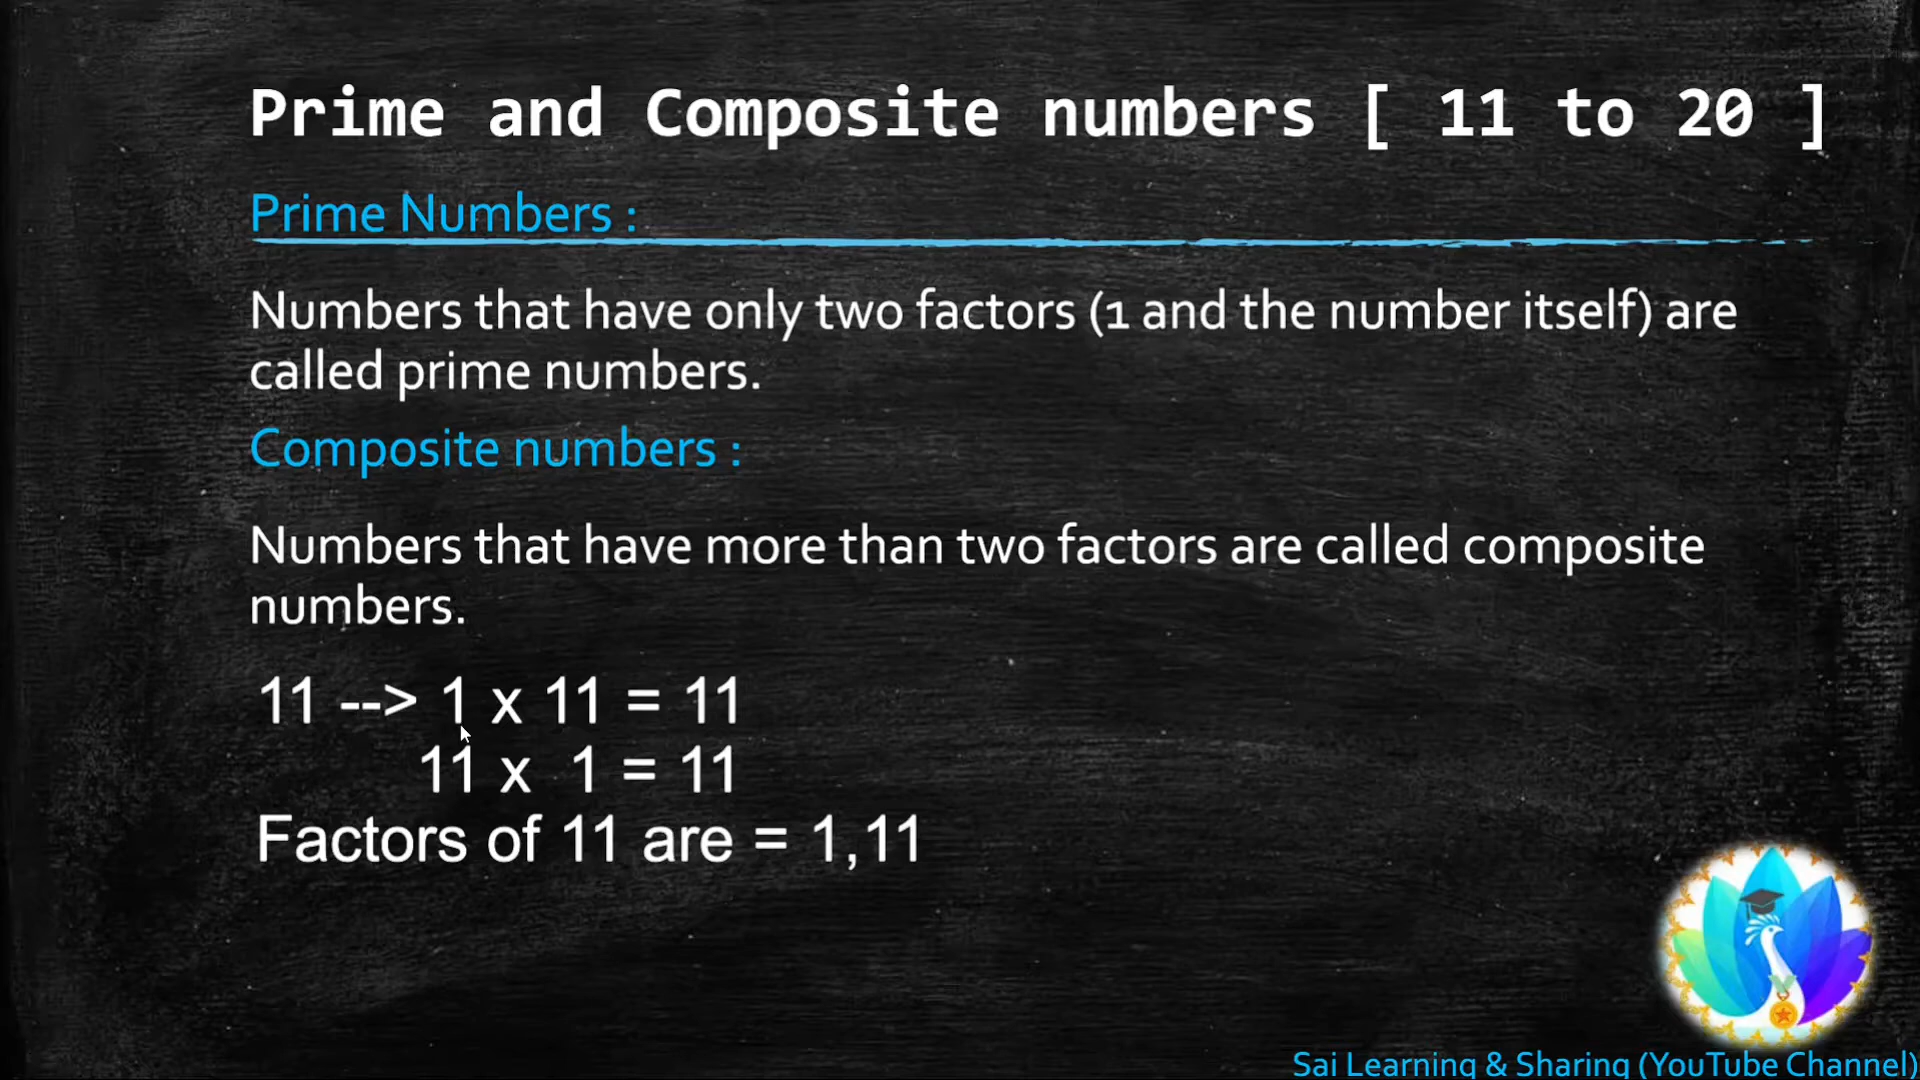 Prime and Composite numbers [ 11 to 20 ]
Prime Numbers :
Numbers that have only two factors (1 and the number itself) are
called prime numbers.
Composite numbers :
Numbers that have more than two factors are called composite
numbers.
11 --> 1 x 11 = 11
11 x 1 = 11
Factors of 11 are = 1,11
Sai Learning & Sharing (YouTube Channel)